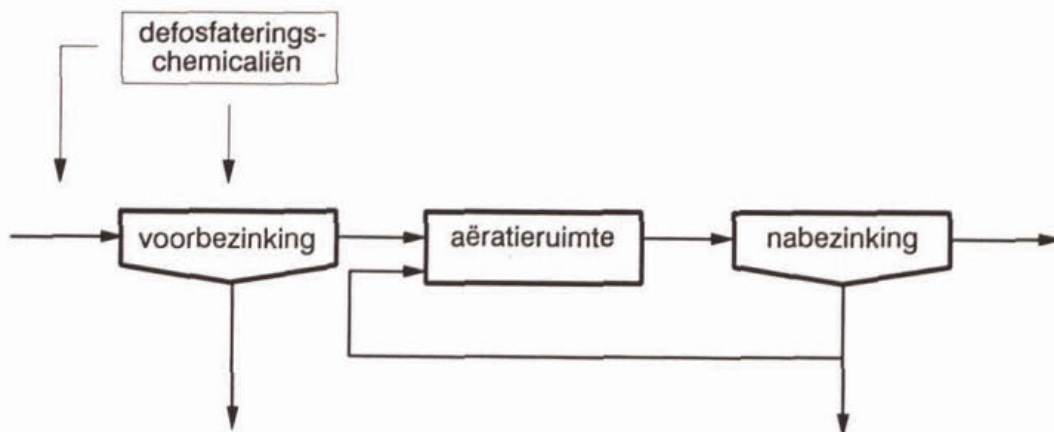 defosfaterings-
chemicaliën
voorbezinking
aëratieruimte
nabezinking